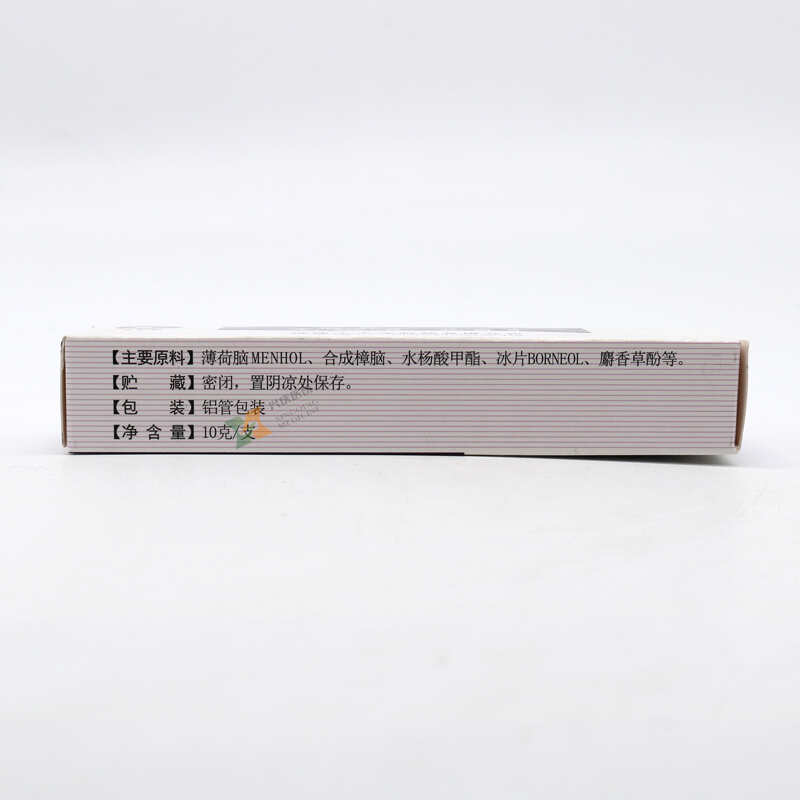 【主要原料】薄荷脑MENHOL、合成樟脑、水杨酸甲酯、冰片BORNEOL、麝香草酚等。
【贮 藏】密闭，置阴凉处保存。
【包 装】铝管包装
【净 含 量】10克/支